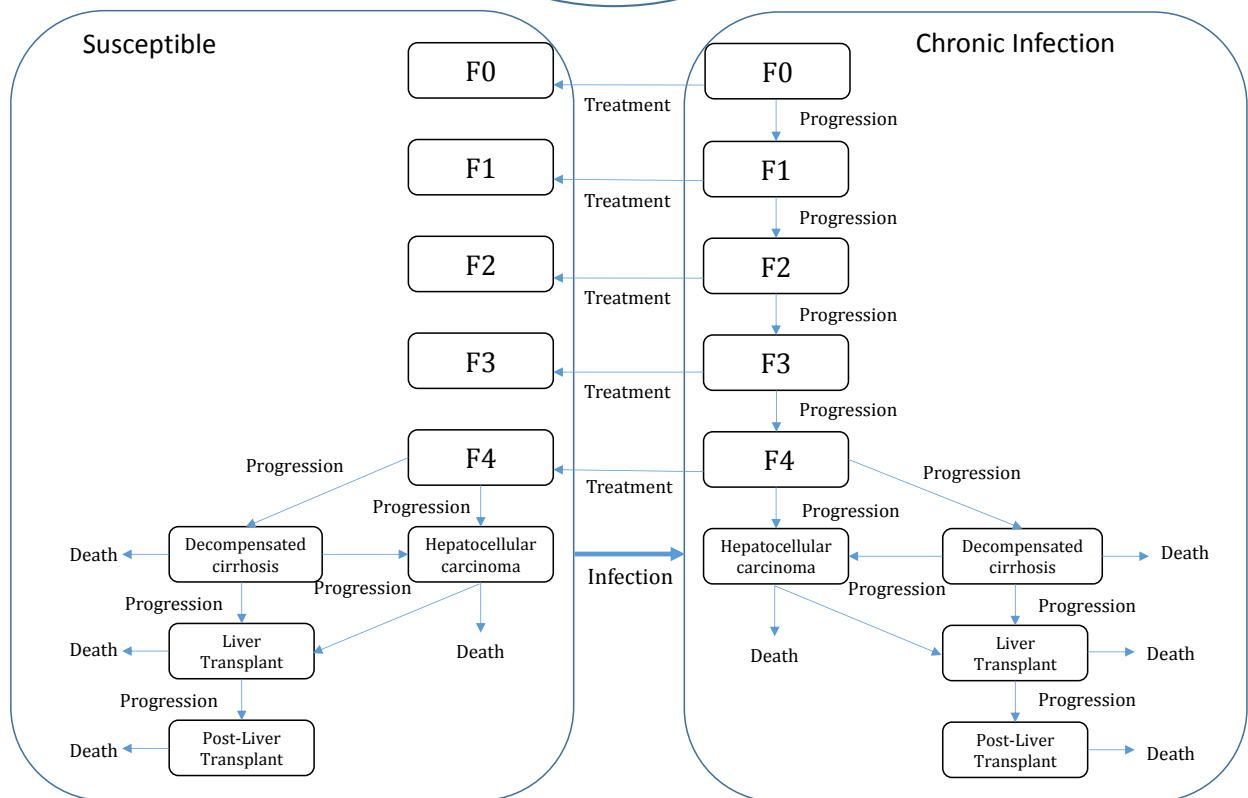 Susceptible
Chronic Infection
F0
F0
Treatment
Progression
F1
F1
Treatment
Progression
F2
F2
Treatment
Progression
F3
F3
Treatment
Progression
F4
F4
Progression
Treatment
Progression
Progression
Progression
Death
Decompensated
cirrhosis
Hepatocellular
carcinoma
Infection
Hepatocellular
carcinoma
Decompensated
cirrhosis
Death
Progression
Progression
Progression
Progression
Death
Liver
Transplant
Death
Death
Liver
Transplant
Death
Progression
Progression
Death
Post-Liver
Transplant
Post-Liver
Transplant
Death